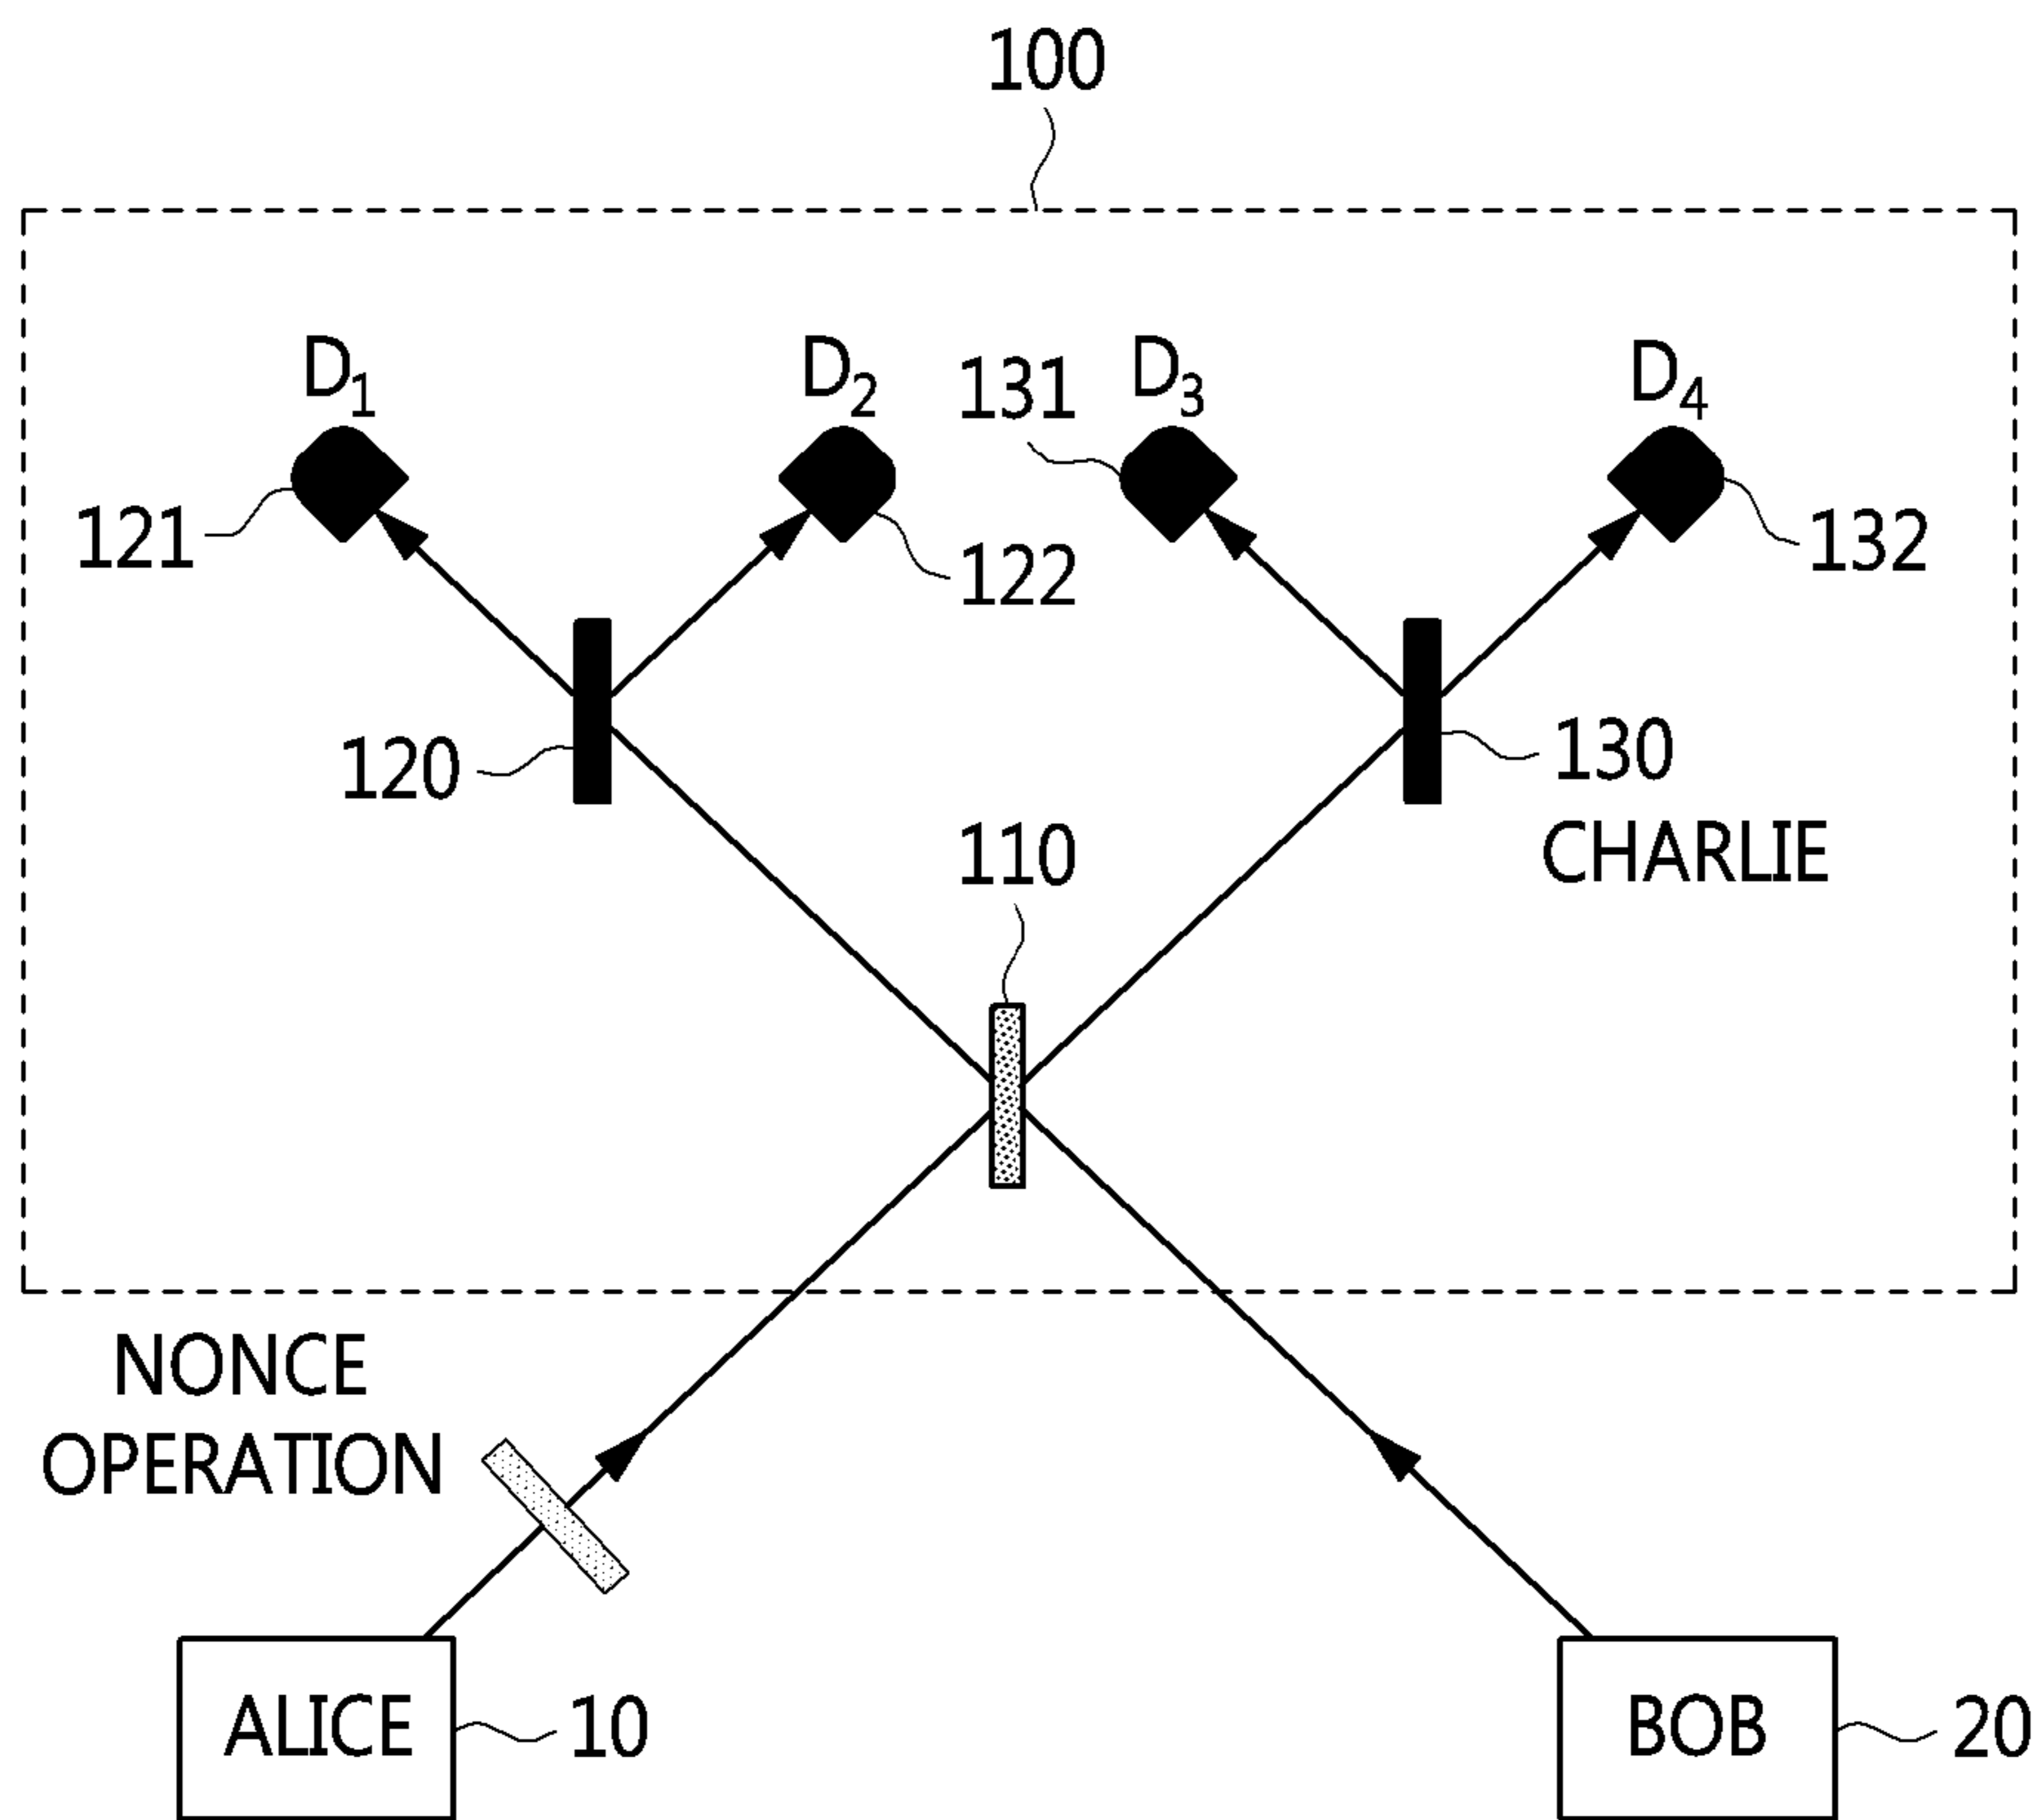 100
D1
D2
131
D3
D4
121
122
132
120
130
110
CHARLIE
NONCE
OPERATION
ALICE
10
BOB
20